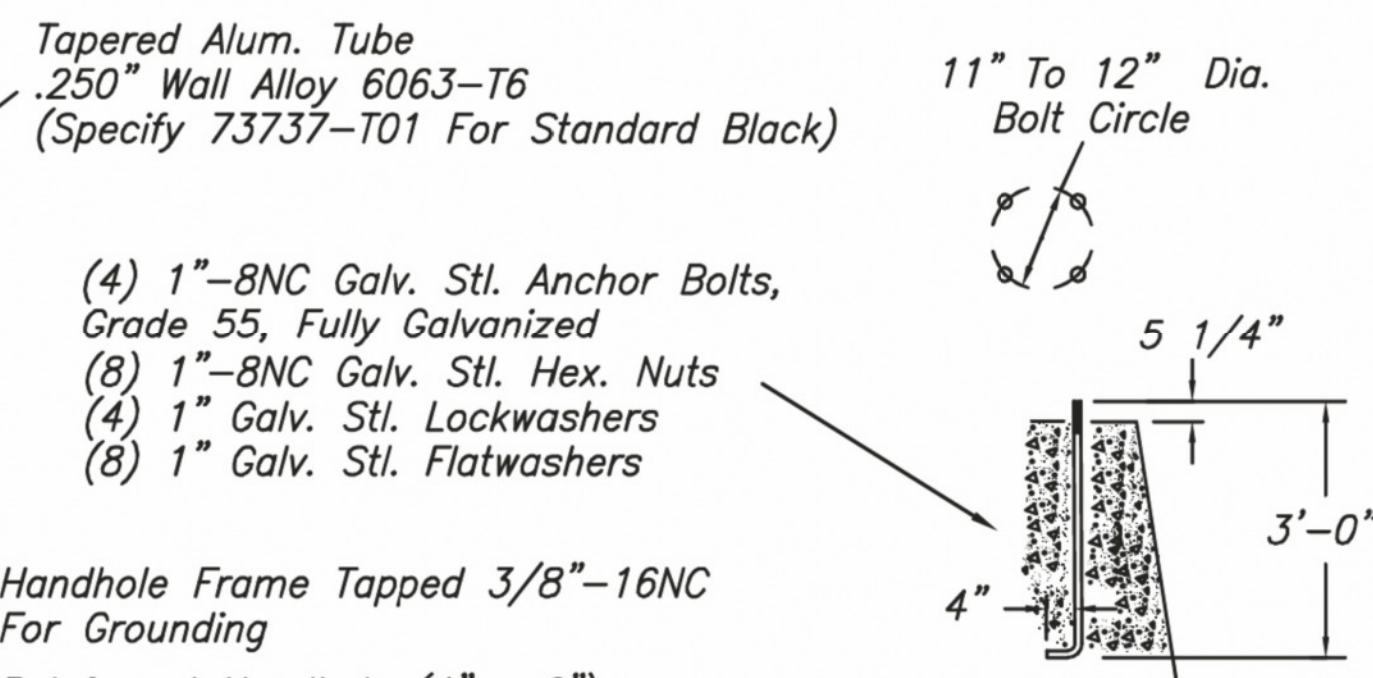 Tapered Alum. Tube
.250" Wall Alloy 6063-T6
(Specify 73737-T01 For Standard Black)
11" To 12" Dia.
Bolt Circle
(4) 1"-8NC Galv. Stl. Anchor Bolts,
Grade 55, Fully Galvanized
(8) 1"-8NC Galv. Stl. Hex. Nuts
(4) 1" Galv. Stl. Lockwashers
(8) 1" Galv. Stl. Flatwashers
5 1/4"
3'-0"
4"
Handhole Frame Tapped 3/8"-16NC
For Grounding